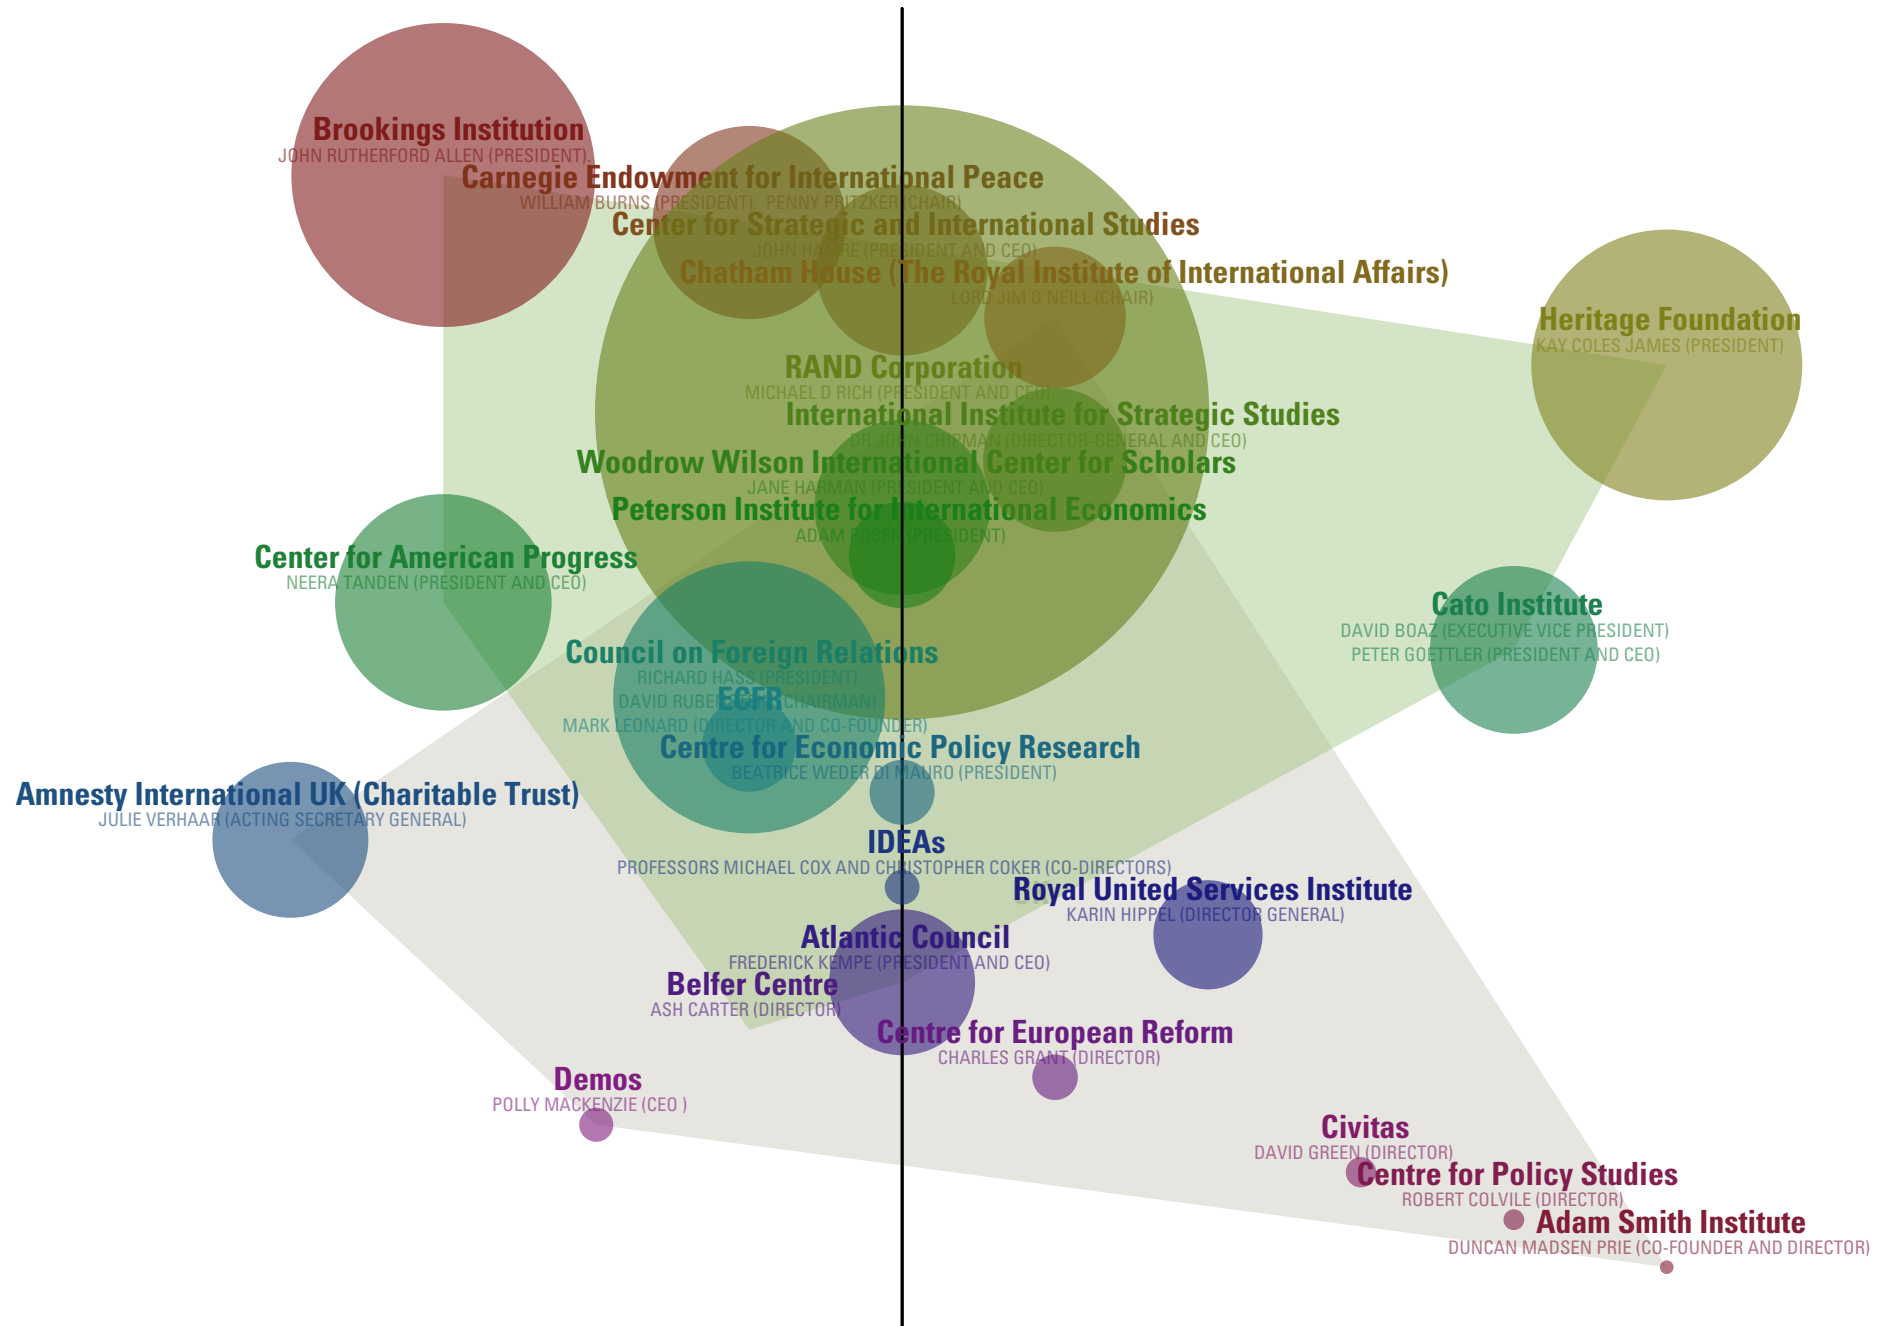 Brookings Institution
JOHN RUTHERFORD ALLEN (PRESIDENT).
Carnegie Endowment for International Peace
WILLIAM BURNS (PRESIDENT). PENNY PRITZKER (CHAIR)
Center for Strategic and International Studies
JOHN HAMRE (PRESIDENT AND CEO)
Chatham House (The Royal Institute of International Affairs)
LORD JIM O'NEILL (CHAIR)
Heritage Foundation
KAY COLES JAMES (PRESIDENT)
RAND Corporation
MICHAEL D RICH (PRESIDENT AND CEO)
International Institute for Strategic Studies
DR JOHN CHIPMAN (DIRECTOR-GENERAL AND CEO)
Woodrow Wilson International Center for Scholars
JANE HARMAN (PRESIDENT AND CEO)
Peterson Institute for International Economics
ADAM POSEN (PRESIDENT)
Center for American Progress
NEERA TANDEN (PRESIDENT AND CEO)
Cato Institute
DAVID BOAZ (EXECUTIVE VICE PRESIDENT)
PETER GOETTLER (PRESIDENT AND CEO)
Council on Foreign Relations
RICHARD HASS (PRESIDENT)
DAVID RUBENSTEIN (CHAIRMAN)
ECFR
MARK LEONARD (DIRECTOR AND CO-FOUNDER)
Centre for Economic Policy Research
BEATRICE WEDER DI MAURO (PRESIDENT)
Amnesty International UK (Charitable Trust)
JULIE VERHAAR (ACTING SECRETARY GENERAL)
IDEAs
PROFESSORS MICHAEL COX AND CHRISTOPHER COKER (CO-DIRECTORS)
Royal United Services Institute
KARIN HIPPEL (DIRECTOR GENERAL)
Atlantic Council
FREDERICK KEMPE (PRESIDENT AND CEO)
Belfer Centre
ASH CARTER (DIRECTOR)
Centre for European Reform
CHARLES GRANT (DIRECTOR)
Demos
POLLY MACKENZIE (CEO )
Civitas
DAVID GREEN (DIRECTOR)
Centre for Policy Studies
ROBERT COLVILE (DIRECTOR)
Adam Smith Institute
DUNCAN MADSEN PRIE (CO-FOUNDER AND DIRECTOR)